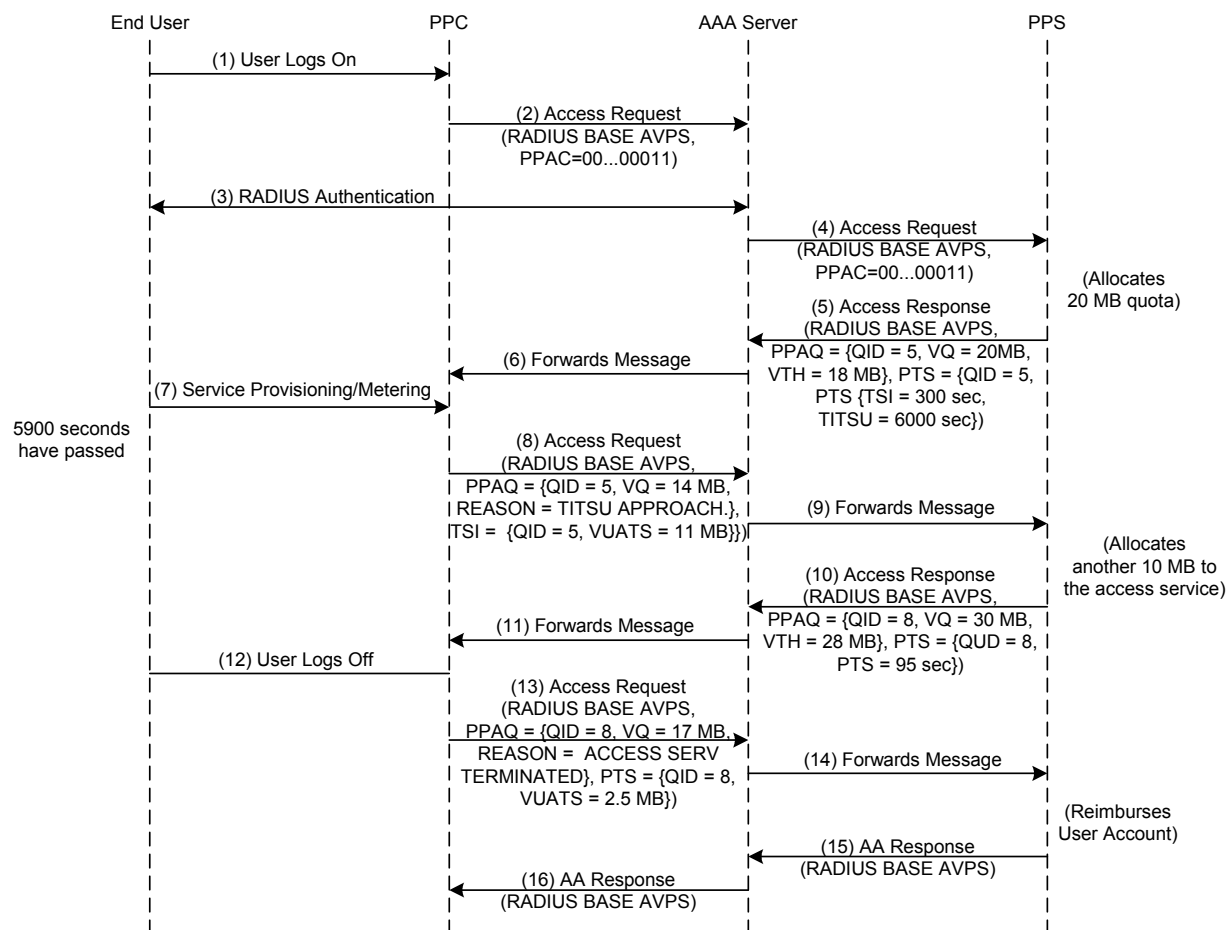 End User
PPC
AAA Server
PPS
(1) User Logs On
(2) Access Request
(RADIUS BASE AVPS,
PPAC=00...00011)
(3) RADIUS Authentication
(4) Access Request
(RADIUS BASE AVPS,
PPAC=00...00011)
(Allocates
20 MB quota)
(5) Access Response
(RADIUS BASE AVPS,
PPAQ = {QID = 5, VQ = 20MB,
VTH = 18 MB}, PTS = {QID = 5,
PTS {TSI = 300 sec,
TITSU = 6000 sec})
(6) Forwards Message
(7) Service Provisioning/Metering
5900 seconds
have passed
(8) Access Request
(RADIUS BASE AVPS,
PPAQ = {QID = 5, VQ = 14 MB,
REASON = TITSU APPROACH.},
TSI =  {QID = 5, VUATS = 11 MB}})
(9) Forwards Message
(Allocates
another 10 MB to
the access service)
(10) Access Response
(RADIUS BASE AVPS,
PPAQ = {QID = 8, VQ = 30 MB,
VTH = 28 MB}, PTS = {QUD = 8,
PTS = 95 sec})
(11) Forwards Message
(12) User Logs Off
(13) Access Request
(RADIUS BASE AVPS,
PPAQ = {QID = 8, VQ = 17 MB,
REASON =  ACCESS SERV
TERMINATED}, PTS = {QID = 8,
VUATS = 2.5 MB})
(14) Forwards Message
(Reimburses
User Account)
(15) AA Response
(RADIUS BASE AVPS)
(16) AA Response
(RADIUS BASE AVPS)